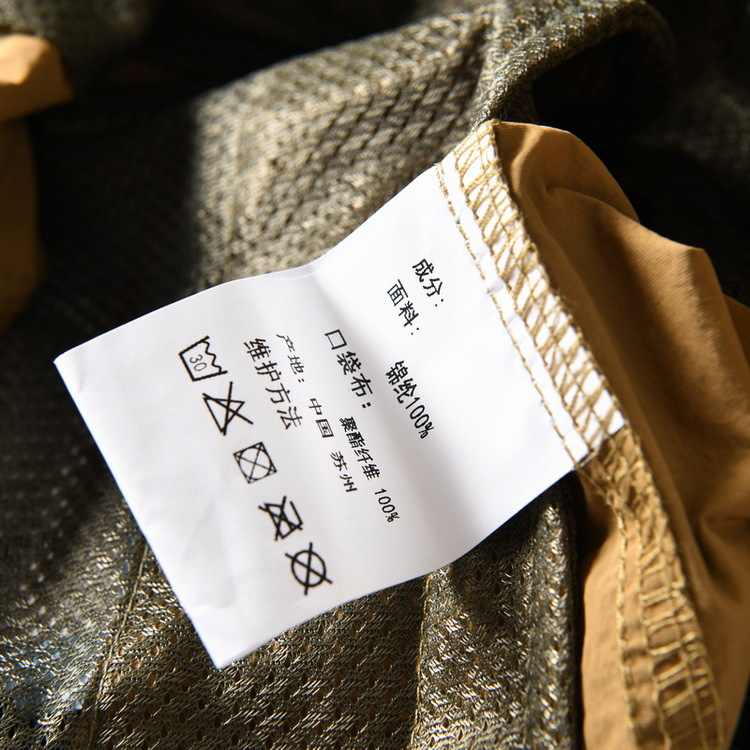 成分：
面料： 锦纶100%
口袋布： 聚酯纤维 100%
产地： 中国 苏州
维护方法
30